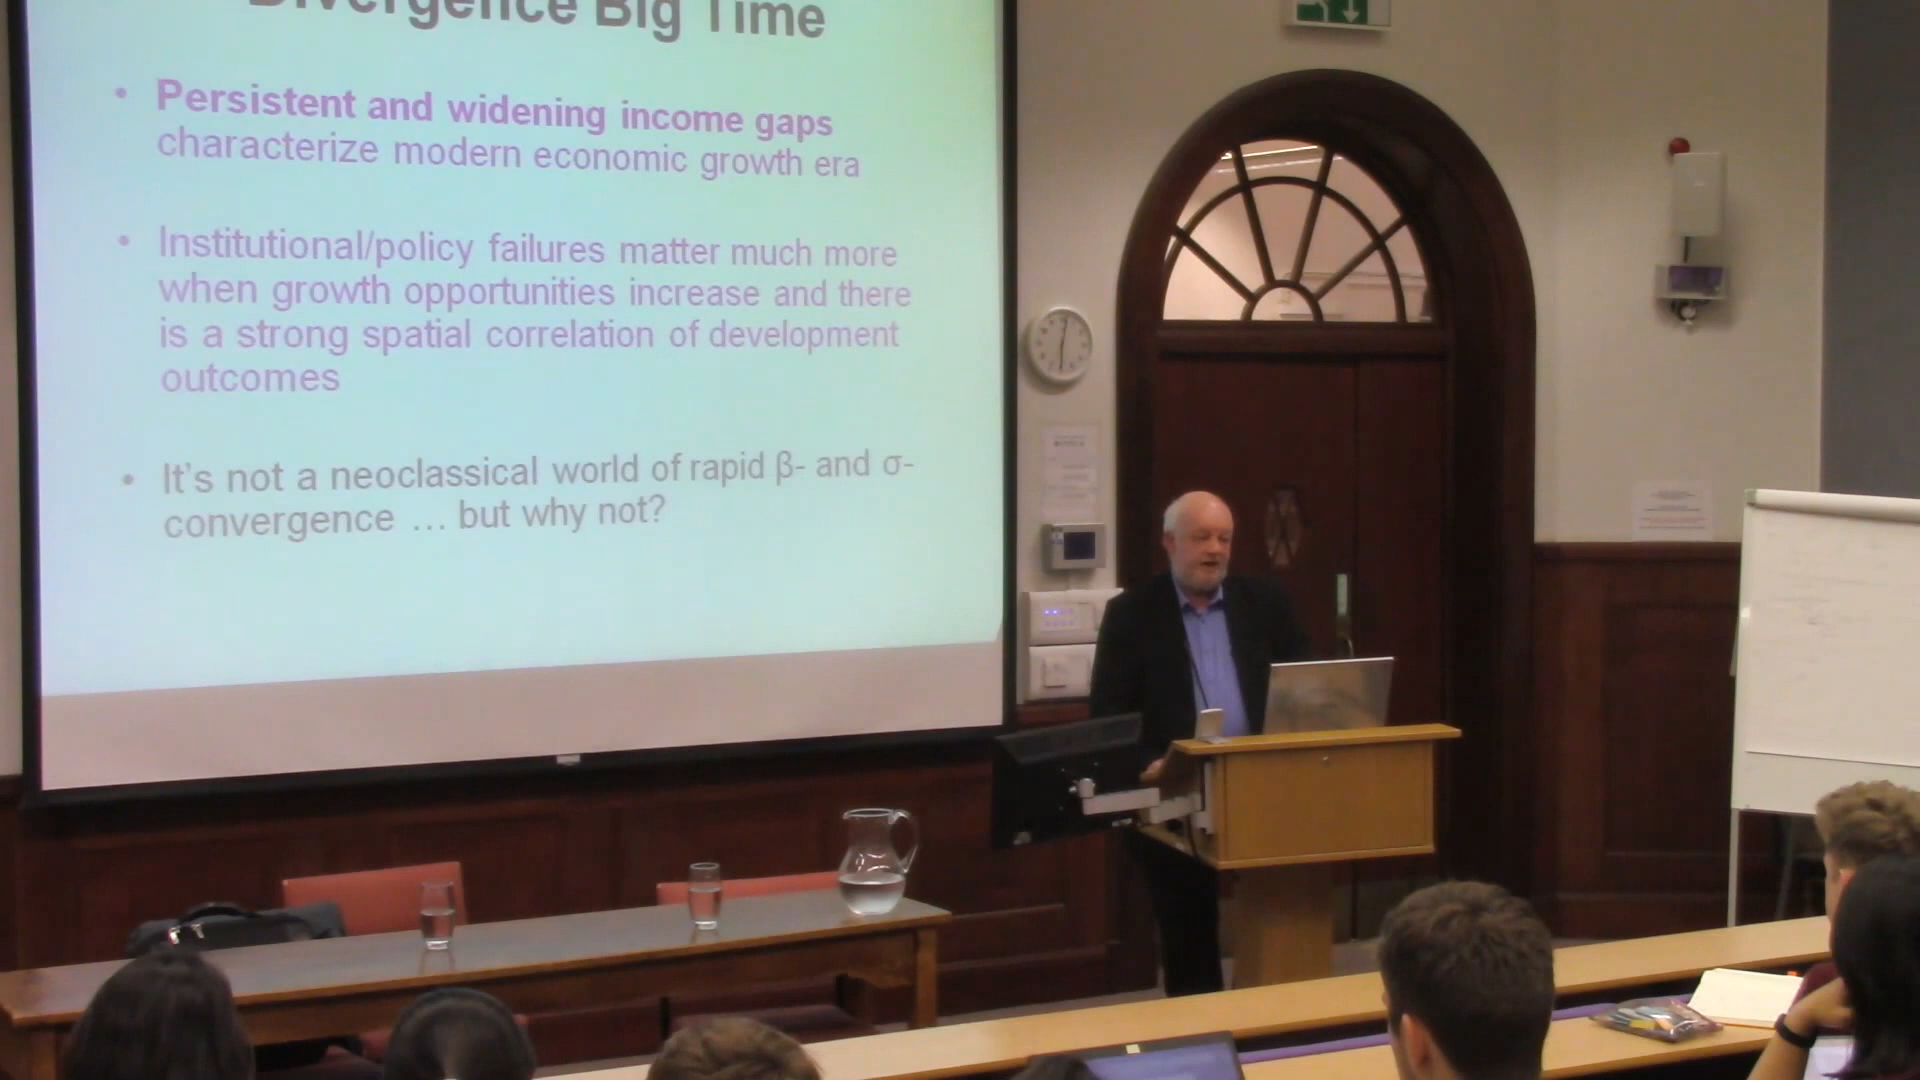 Divergence Big Time
• Persistent and widening income gaps
characterize modern economic growth era
• Institutional/policy failures matter much more
when growth opportunities increase and there
is a strong spatial correlation of development
outcomes
• It's not a neoclassical world of rapid β- and σ-
convergence … but why not?